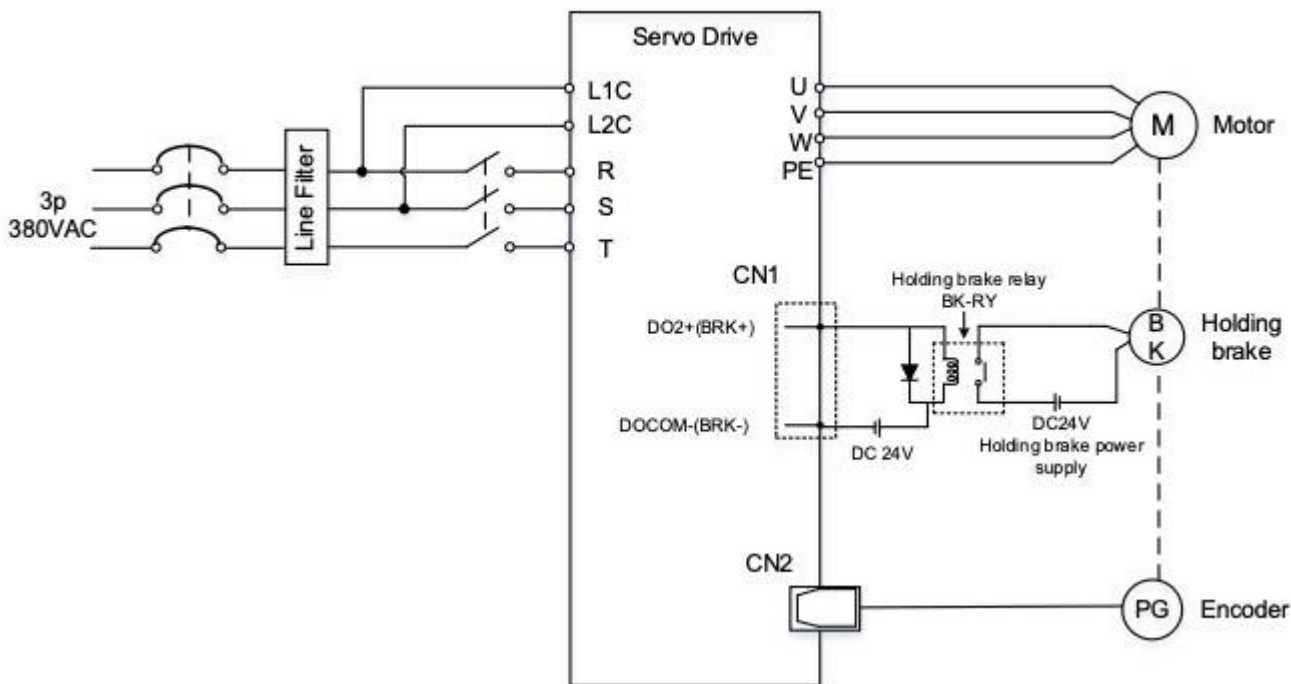 Servo Drive
L1C
L2C
R
S
T
3p
380VAC
Line Filter
U
V
W
PE
M
Motor
CN1
Holding brake relay
BK-RY
DO2+(BRK+)
DOCOM-(BRK-)
DC 24V
DC24V
Holding brake power
supply
B
K
Holding
brake
CN2
PG
Encoder